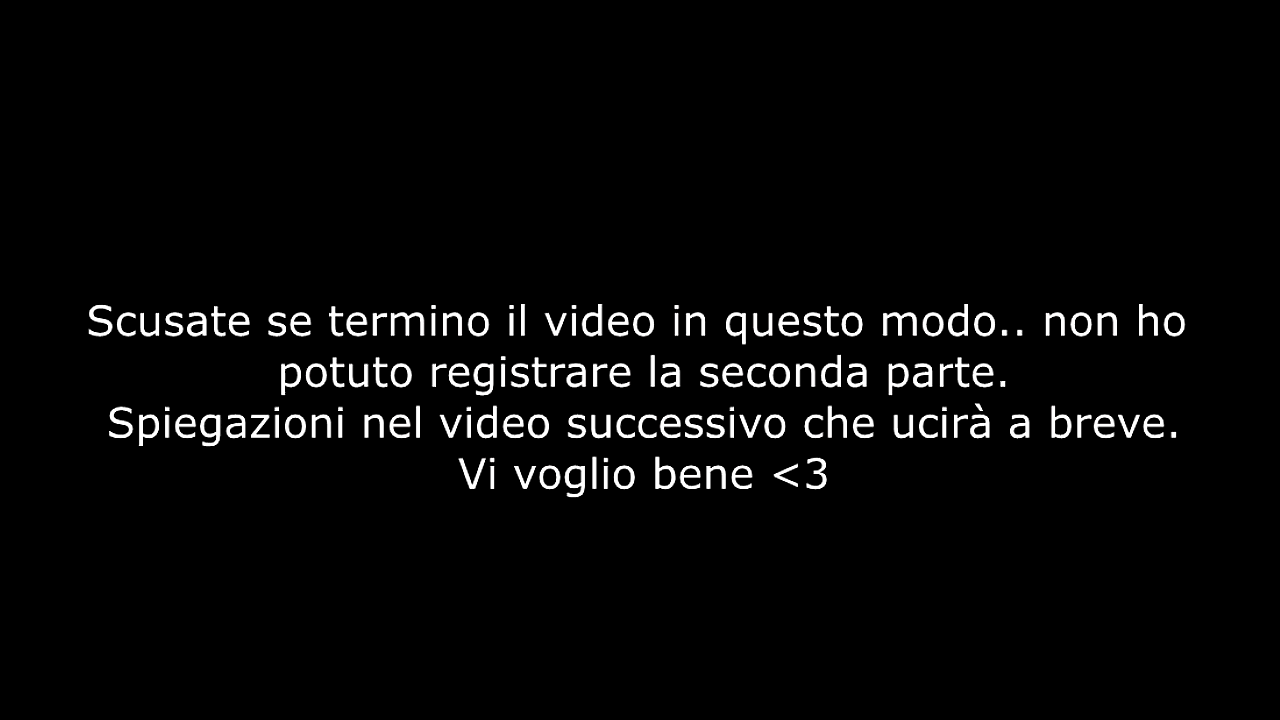 Scusate se termino il video in questo modo.. non ho
potuto registrare la seconda parte.
Spiegazioni nel video successivo che ucirà a breve.
Vi voglio bene <3